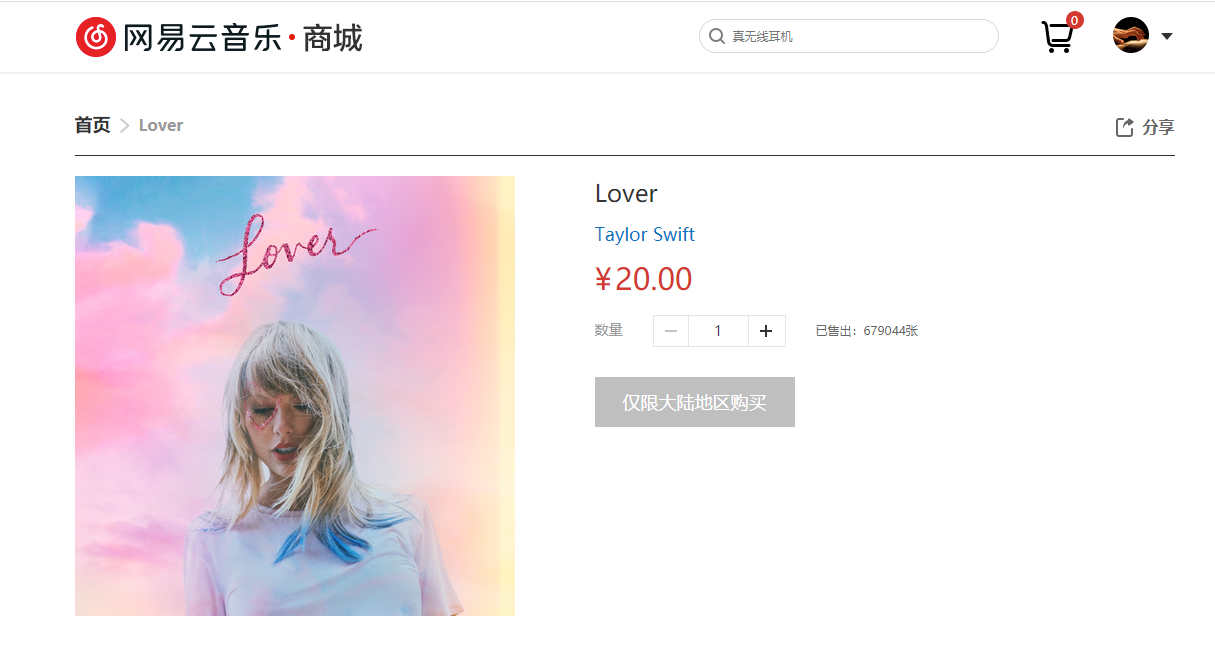 网易云音乐·商城
真无线耳机
0
首页 > Lover
分享
Lover
Lover
Taylor Swift
¥20.00
数量 − 1 + 已售出：679044张
仅限大陆地区购买